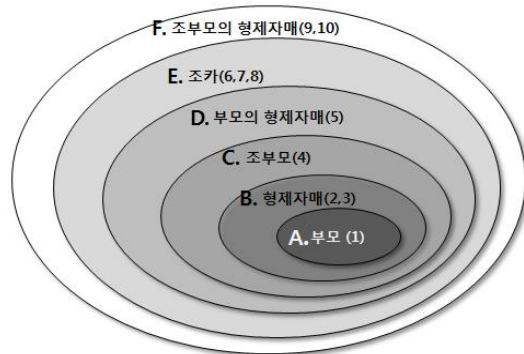 F. 조부모의 형제자매(9,10)
E. 조카(6,7,8)
D. 부모의 형제자매(5)
C. 조부모(4)
B. 형제자매(2,3)
A. 부모 (1)